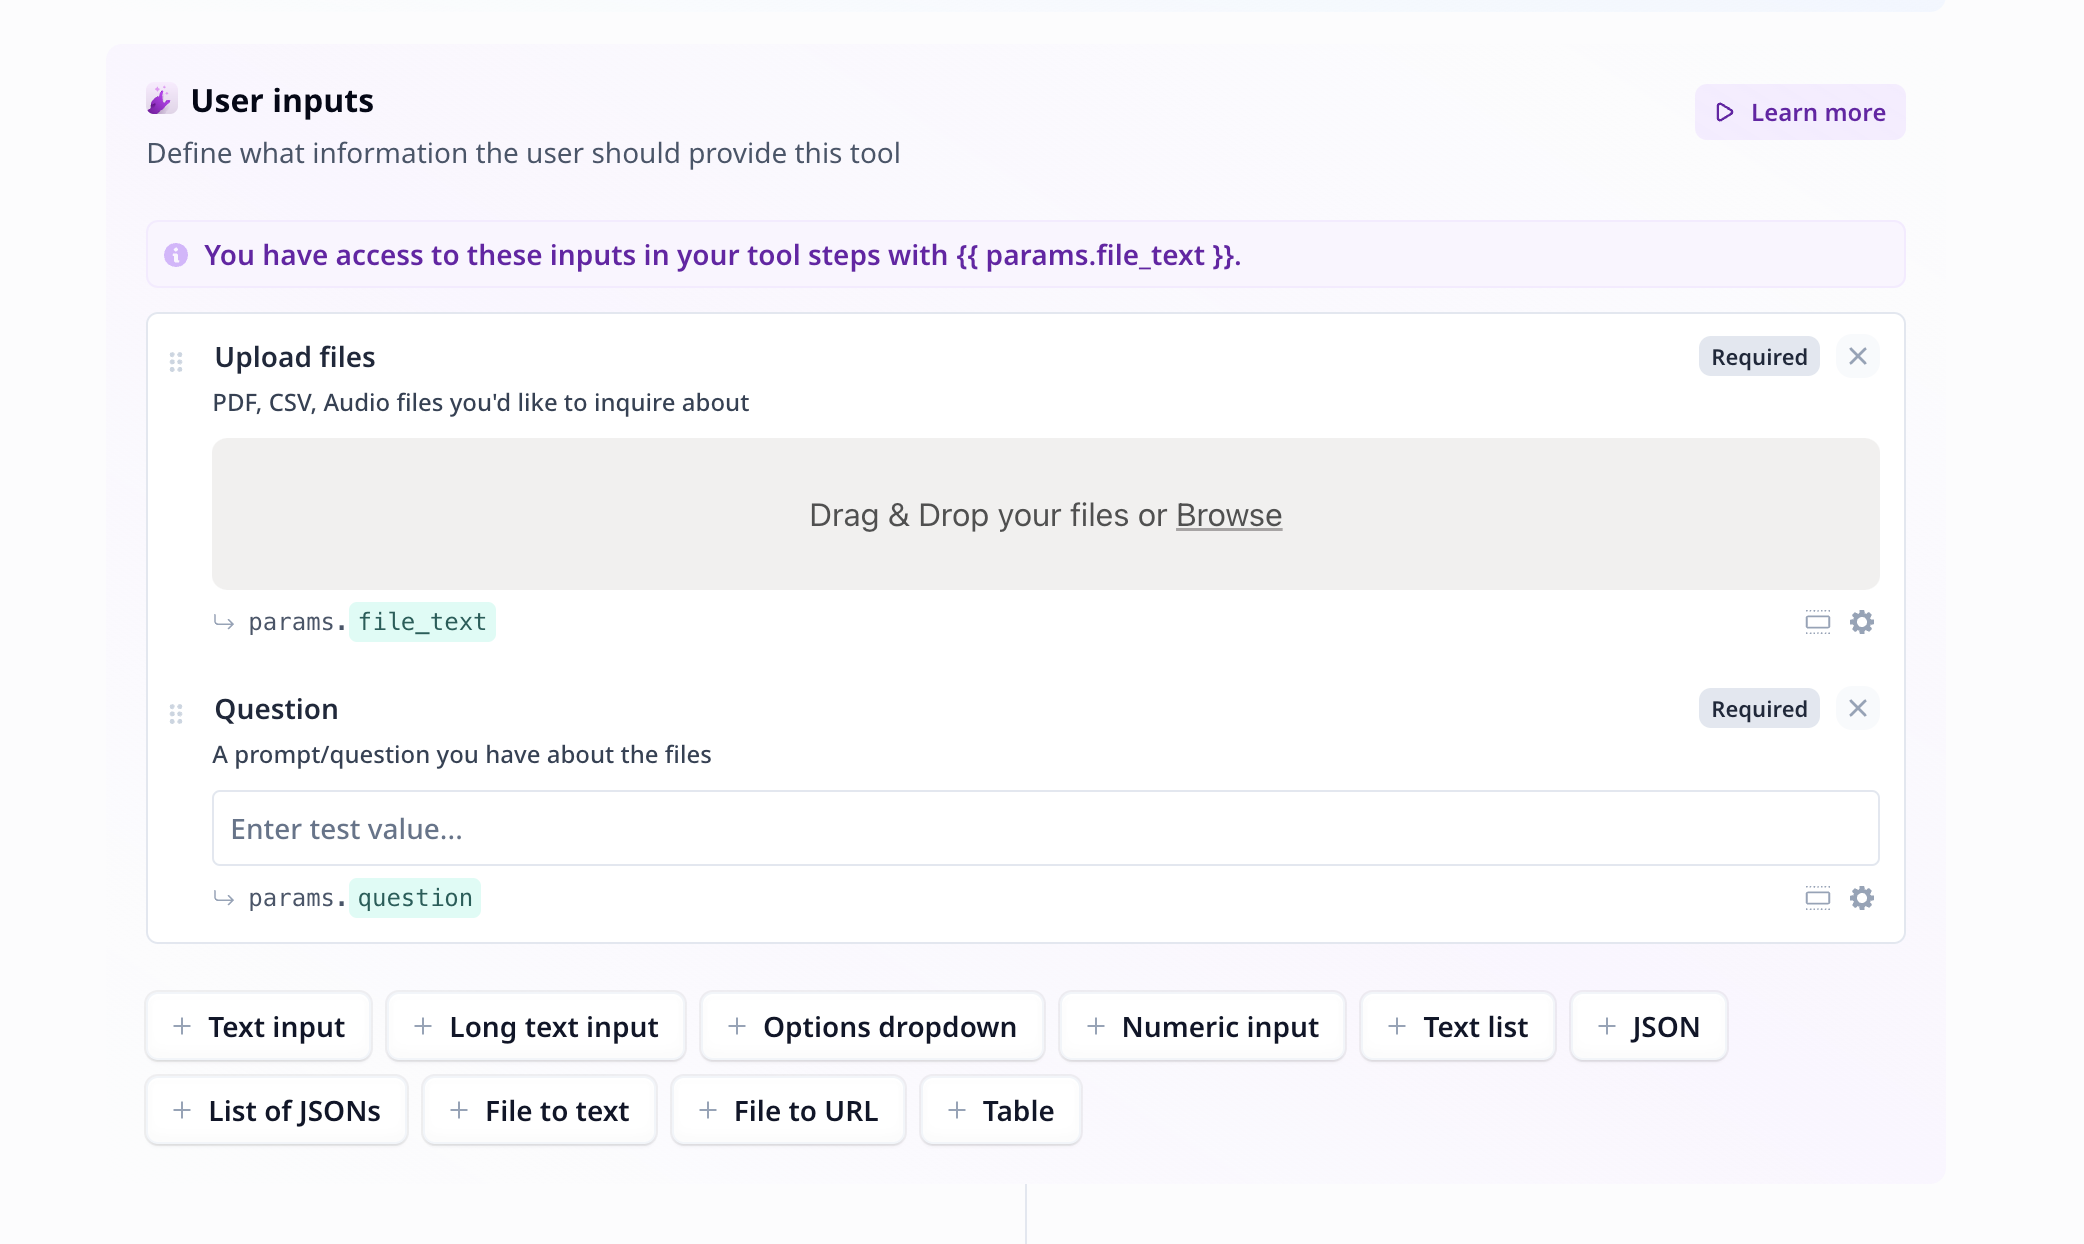 User inputs
Learn more
Define what information the user should provide this tool
You have access to these inputs in your tool steps with {{ params.file_text }}.
Upload files
Required
PDF, CSV, Audio files you'd like to inquire about
Drag & Drop your files or Browse
params.file_text
Question
Required
A prompt/question you have about the files
Enter test value...
params.question
Text input
Long text input
Options dropdown
Numeric input
Text list
JSON
List of JSONs
File to text
File to URL
Table